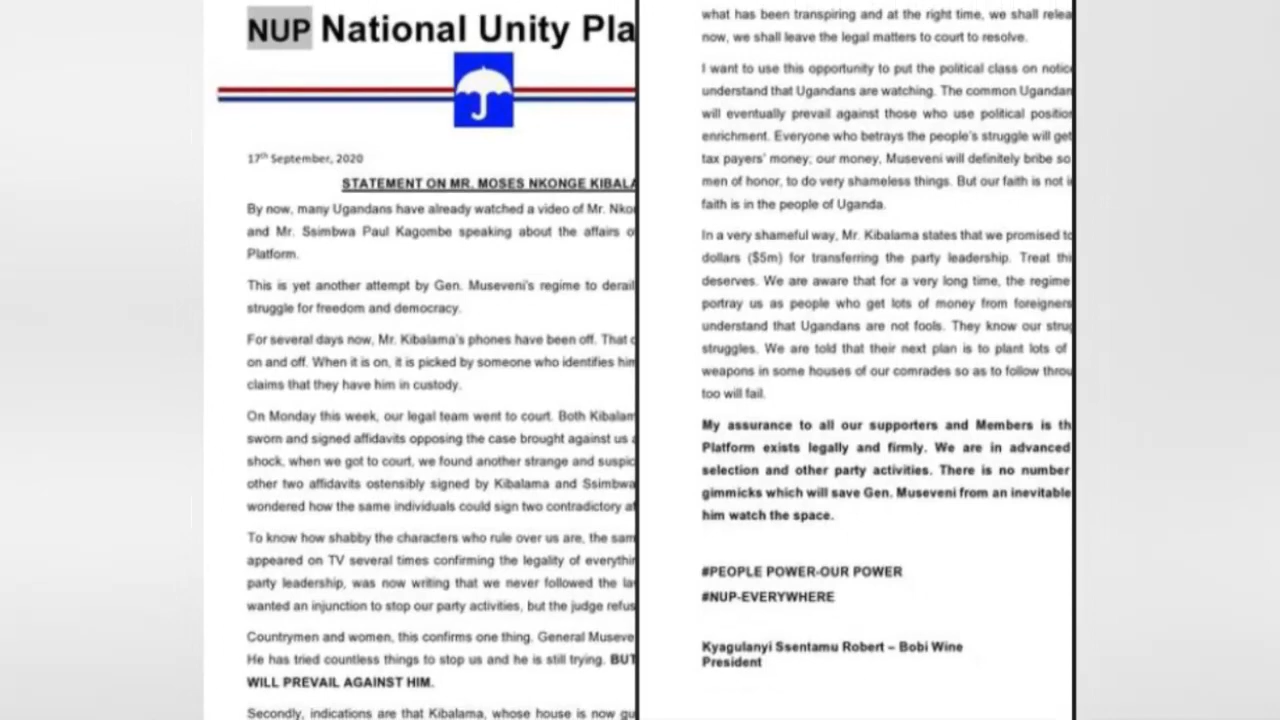 NUP National Unity Pla
17th September, 2020
STATEMENT ON MR. MOSES NKONGE KIBALA
By now, many Ugandans have already watched a video of Mr. Nko
and Mr. Ssimbwa Paul Kagombe speaking about the affairs o
Platform.
This is yet another attempt by Gen. Museveni's regime to derail
struggle for freedom and democracy.
For several days now, Mr. Kibalama's phones have been off. That
on and off. When it is on, it is picked by someone who identifies him
claims that they have him in custody.
On Monday this week, our legal team went to court. Both Kibalam
sworn and signed affidavits opposing the case brought against us a
shock, when we got to court, we found another strange and suspic
other two affidavits ostensibly signed by Kibalama and Ssimbwa
wondered how the same individuals could sign two contradictory af
To know how shabby the characters who rule over us are, the sam
appeared on TV several times confirming the legality of everythin
party leadership, was now writing that we never followed the la
wanted an injunction to stop our party activities, but the judge refus
Countrymen and women, this confirms one thing. General Museve
He has tried countless things to stop us and he is still trying. BUT
WILL PREVAIL AGAINST HIM.
Secondly, indications are that Kibalama, whose house is now gu
what has been transpiring and at the right time, we shall relea
now, we shall leave the legal matters to court to resolve.
I want to use this opportunity to put the political class on notic
understand that Ugandans are watching. The common Ugandan
will eventually prevail against those who use political position
enrichment. Everyone who betrays the people's struggle will get
tax payers' money; our money, Museveni will definitely bribe so
men of honor, to do very shameless things. But our faith is not i
faith is in the people of Uganda.
In a very shameful way, Mr. Kibalama states that we promised to
dollars ($5m) for transferring the party leadership. Treat thi
deserves. We are aware that for a very long time, the regime
portray us as people who get lots of money from foreigners
understand that Ugandans are not fools. They know our strug
struggles. We are told that their next plan is to plant lots of
weapons in some houses of our comrades so as to follow throu
too will fail.
My assurance to all our supporters and Members is th
Platform exists legally and firmly. We are in advanced
selection and other party activities. There is no number
gimmicks which will save Gen. Museveni from an inevitable
him watch the space.
#PEOPLE POWER-OUR POWER
#NUP-EVERYWHERE
Kyagulanyi Ssentamu Robert – Bobi Wine
President